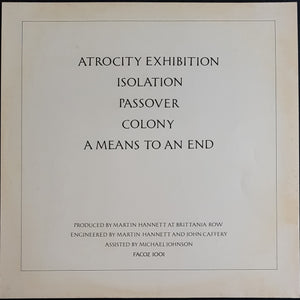 ATROCITY EXHIBITION
ISOLATION
PASSOVER
COLONY
A MEANS TO AN END
PRODUCED BY MARTIN HANNETT AT BRITTANIA ROW
ENGINEERED BY MARTIN HANNETT AND JOHN CAFFERY
ASSISTED BY MICHAEL JOHNSON
FACOZ 1001